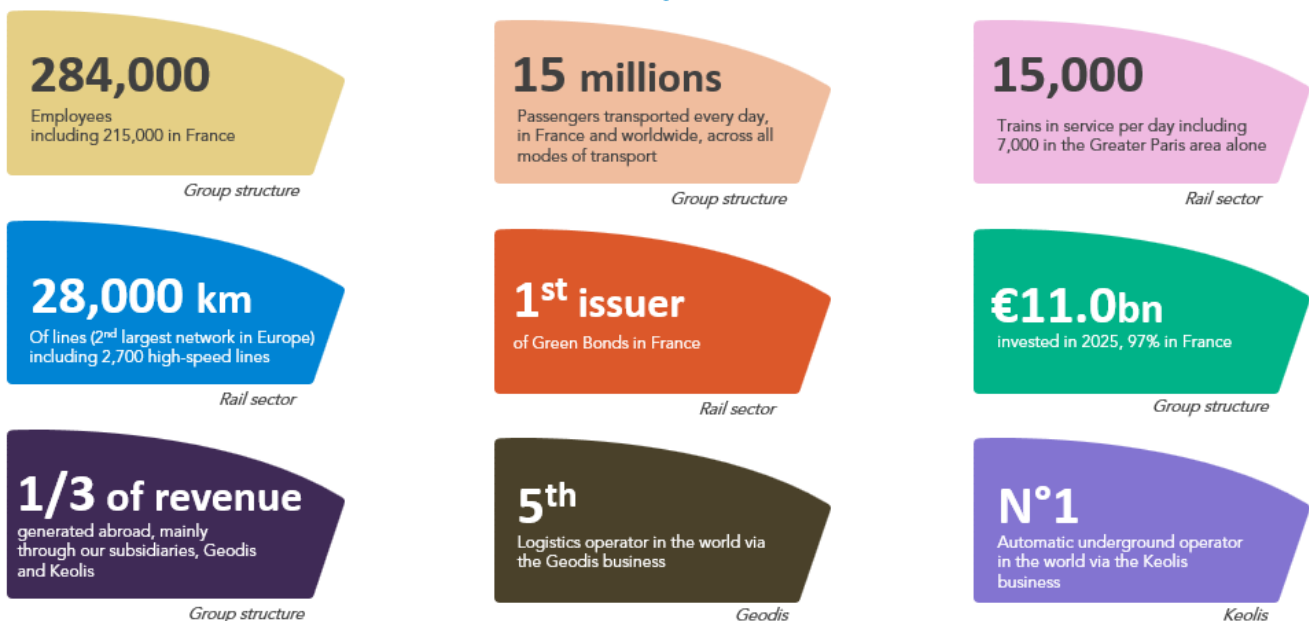 284,000
Employees
including 215,000 in France
Group structure
15 millions
Passengers transported every day,
in France and worldwide, across all
modes of transport
Group structure
15,000
Trains in service per day including
7,000 in the Greater Paris area alone
Rail sector
28,000 km
Of lines (2nd largest network in Europe)
including 2,700 high-speed lines
Rail sector
1st issuer
of Green Bonds in France
Rail sector
€11.0bn
invested in 2025, 97% in France
Group structure
1/3 of revenue
generated abroad, mainly
through our subsidiaries, Geodis
and Keolis
Group structure
5th
Logistics operator in the world via
the Geodis business
Geodis
N°1
Automatic underground operator
in the world via the Keolis
business
Keolis